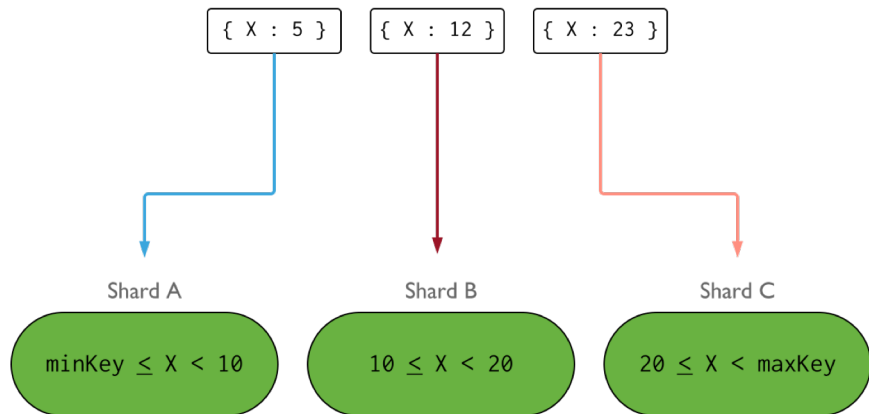 { X : 5 }
{ X : 12 }
{ X : 23 }
Shard A
Shard B
Shard C
minKey ≤ X < 10
10 ≤ X < 20
20 ≤ X < maxKey